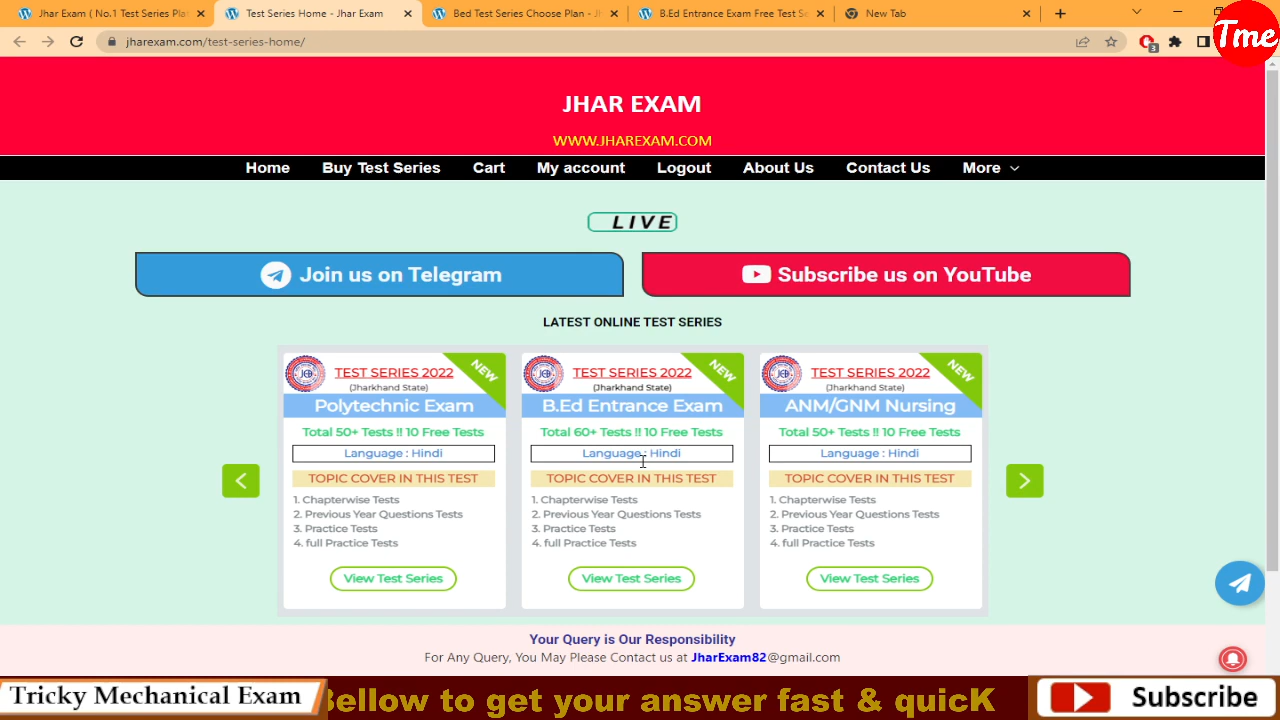 Jhar Exam ( No.1 Test Series Plat
Test Series Home - Jhar Exam
Bed Test Series Choose Plan - JH
B.Ed Entrance Exam Free Test Se
New Tab
jharexam.com/test-series-home/
3
Tme
JHAR EXAM
WWW.JHAREXAM.COM
Home Buy Test Series Cart My account Logout About Us Contact Us More
LIVE
Join us on Telegram
Subscribe us on YouTube
LATEST ONLINE TEST SERIES
TEST SERIES 2022
(Jharkhand State)
NEW
Polytechnic Exam
Total 50+ Tests !! 10 Free Tests
Language : Hindi
TOPIC COVER IN THIS TEST
1. Chapterwise Tests
2. Previous Year Questions Tests
3. Practice Tests
4. full Practice Tests
View Test Series
TEST SERIES 2022
(Jharkhand State)
NEW
B.Ed Entrance Exam
Total 60+ Tests !! 10 Free Tests
Language : Hindi
TOPIC COVER IN THIS TEST
1. Chapterwise Tests
2. Previous Year Questions Tests
3. Practice Tests
4. full Practice Tests
View Test Series
TEST SERIES 2022
(Jharkhand State)
NEW
ANM/GNM Nursing
Total 50+ Tests !! 10 Free Tests
Language : Hindi
TOPIC COVER IN THIS TEST
1. Chapterwise Tests
2. Previous Year Questions Tests
3. Practice Tests
4. full Practice Tests
View Test Series
Your Query is Our Responsibility
For Any Query, You May Please Contact us at JharExam82@gmail.com
Tricky Mechanical Exam
Bellow to get your answer fast & quicK
Subscribe